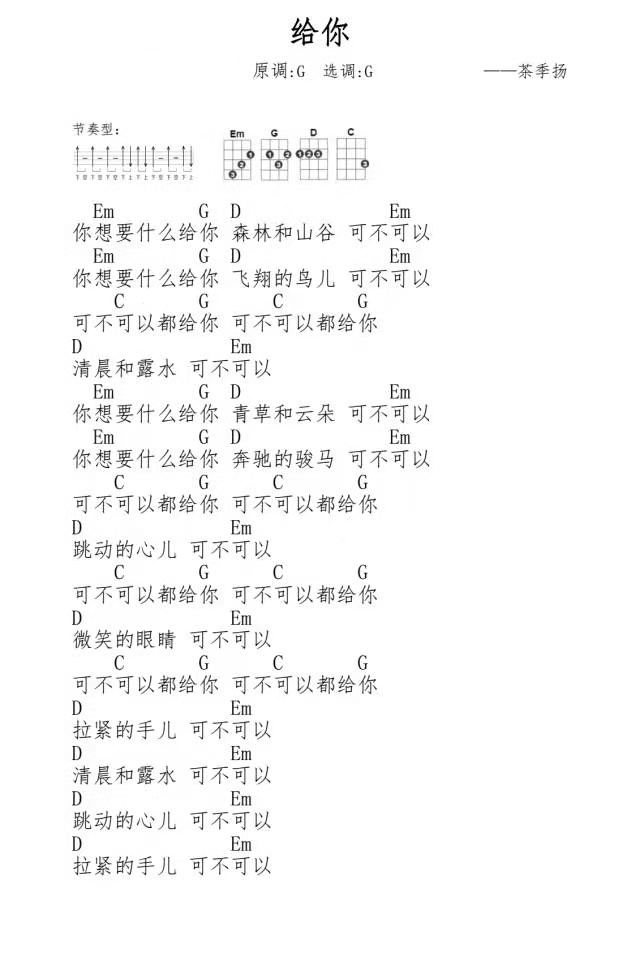 给你
原调:G 选调:G ——茶季扬
节奏型:
Em G D C
Em G D Em
你想要什么给你 森林和山谷 可不可以
Em G D Em
你想要什么给你 飞翔的鸟儿 可不可以
C G C G
可不可以都给你 可不可以都给你
D Em
清晨和露水 可不可以
Em G D Em
你想要什么给你 青草和云朵 可不可以
Em G D Em
你想要什么给你 奔驰的骏马 可不可以
C G C G
可不可以都给你 可不可以都给你
D Em
跳动的心儿 可不可以
C G C G
可不可以都给你 可不可以都给你
D Em
微笑的眼睛 可不可以
C G C G
可不可以都给你 可不可以都给你
D Em
拉紧的手儿 可不可以
D Em
清晨和露水 可不可以
D Em
跳动的心儿 可不可以
D Em
拉紧的手儿 可不可以